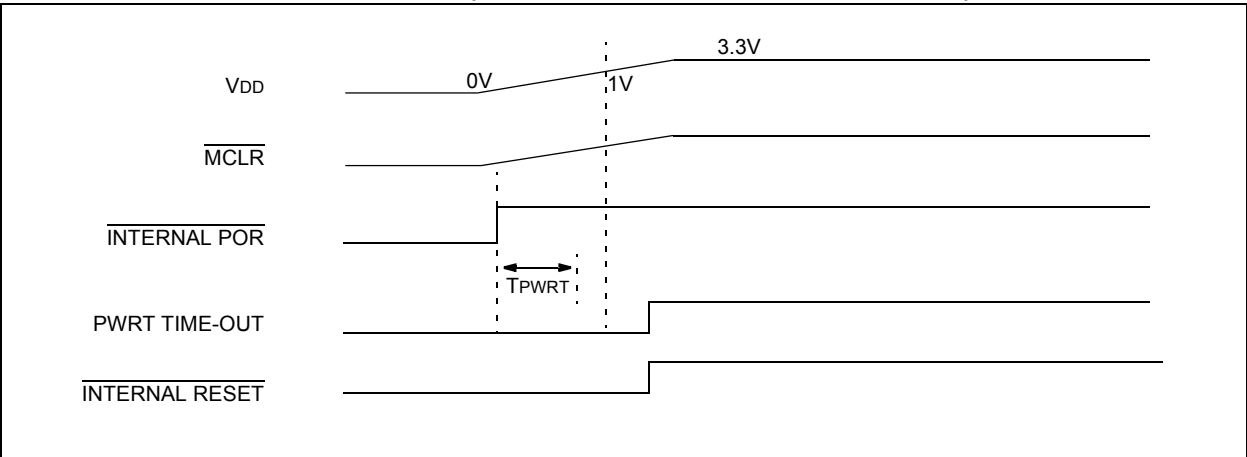 3.3V
0V
1V
VDD
MCLR
INTERNAL POR
TPWRT
PWRT TIME-OUT
INTERNAL RESET